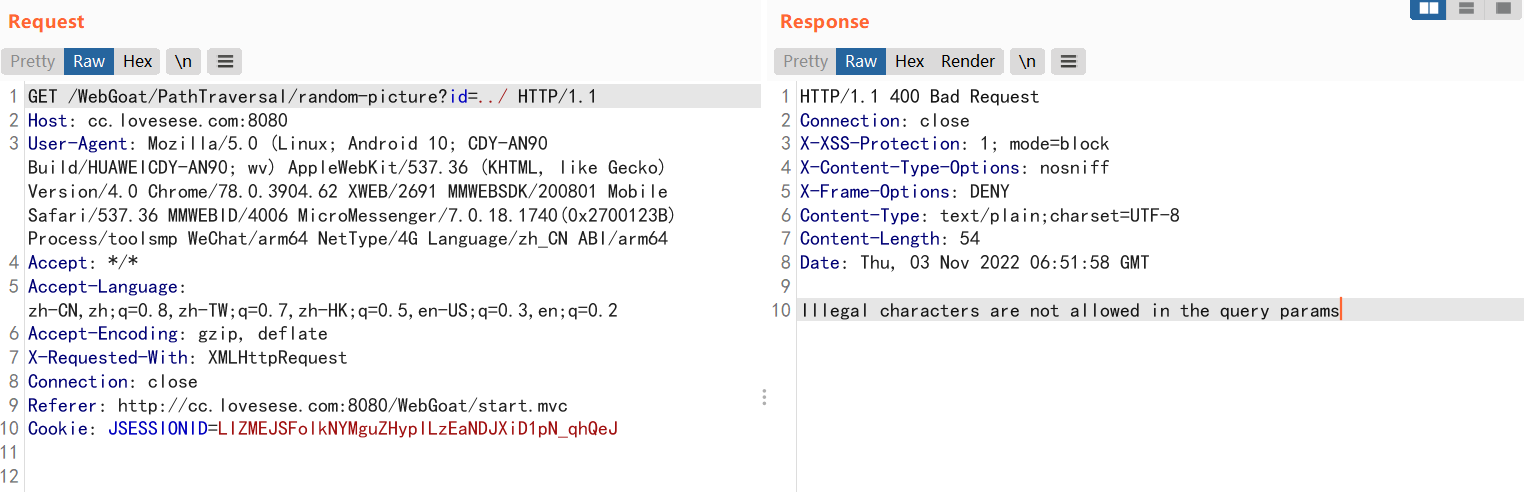 Request
Pretty Raw Hex \n
1 GET /WebGoat/PathTraversal/random-picture?id=../ HTTP/1.1
2 Host: cc.lovesese.com:8080
3 User-Agent: Mozilla/5.0 (Linux; Android 10; CDY-AN90
Build/HUAWEICDY-AN90; wv) AppleWebKit/537.36 (KHTML, like Gecko)
Version/4.0 Chrome/78.0.3904.62 XWEB/2691 MMWEBSDK/200801 Mobile
Safari/537.36 MMWEBID/4006 MicroMessenger/7.0.18.1740(0x2700123B)
Process/toolsmp WeChat/arm64 NetType/4G Language/zh_CN ABI/arm64
4 Accept: */*
5 Accept-Language:
zh-CN,zh;q=0.8,zh-TW;q=0.7,zh-HK;q=0.5,en-US;q=0.3,en;q=0.2
6 Accept-Encoding: gzip, deflate
7 X-Requested-With: XMLHttpRequest
8 Connection: close
9 Referer: http://cc.lovesese.com:8080/WebGoat/start.mvc
10 Cookie: JSESSIONID=LIZMEJSFolkNYMguZHypILzEaNDJXiD1pN_qhQeJ
11
12
Response
Pretty Raw Hex Render \n
1 HTTP/1.1 400 Bad Request
2 Connection: close
3 X-XSS-Protection: 1; mode=block
4 X-Content-Type-Options: nosniff
5 X-Frame-Options: DENY
6 Content-Type: text/plain;charset=UTF-8
7 Content-Length: 54
8 Date: Thu, 03 Nov 2022 06:51:58 GMT
9
10 Illegal characters are not allowed in the query params